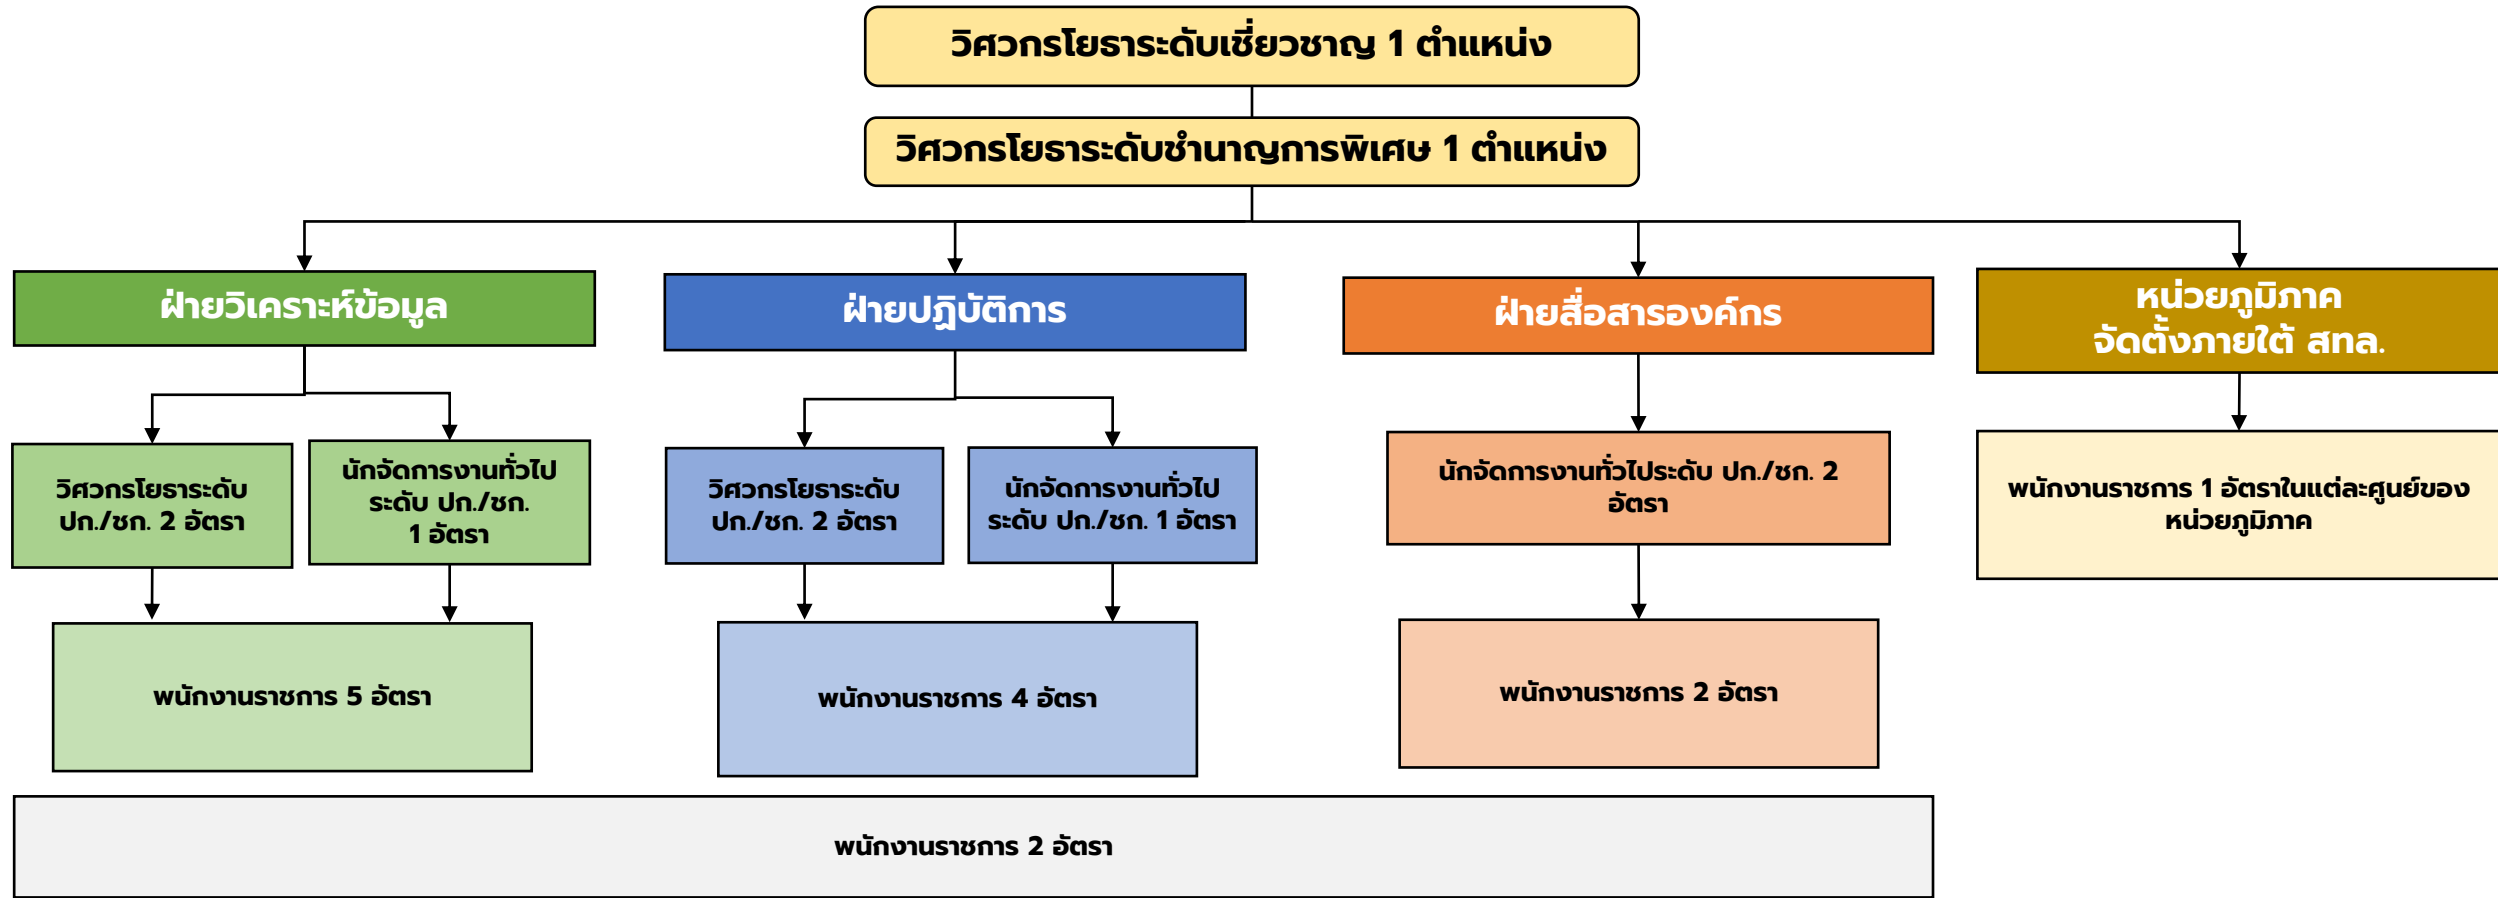 วิศวกรโยธาระดับเชี่ยวชาญ 1 ตำแหน่ง
วิศวกรโยธาระดับชำนาญการพิเศษ 1 ตำแหน่ง
ฝ่ายวิเคราะห์ข้อมูล
ฝ่ายปฏิบัติการ
ฝ่ายสื่อสารองค์กร
หน่วยภูมิภาค
จัดตั้งภายใต้ สทล.
วิศวกรโยธาระดับ
ปก./ชก. 2 อัตรา
นักจัดการงานทั่วไป
ระดับ ปก./ชก.
1 อัตรา
วิศวกรโยธาระดับ
ปก./ชก. 2 อัตรา
นักจัดการงานทั่วไป
ระดับ ปก./ชก. 1 อัตรา
นักจัดการงานทั่วไประดับ ปก./ชก. 2
อัตรา
พนักงานราชการ 1 อัตราในแต่ละศูนย์ของ
หน่วยภูมิภาค
พนักงานราชการ 5 อัตรา
พนักงานราชการ 4 อัตรา
พนักงานราชการ 2 อัตรา
พนักงานราชการ 2 อัตรา